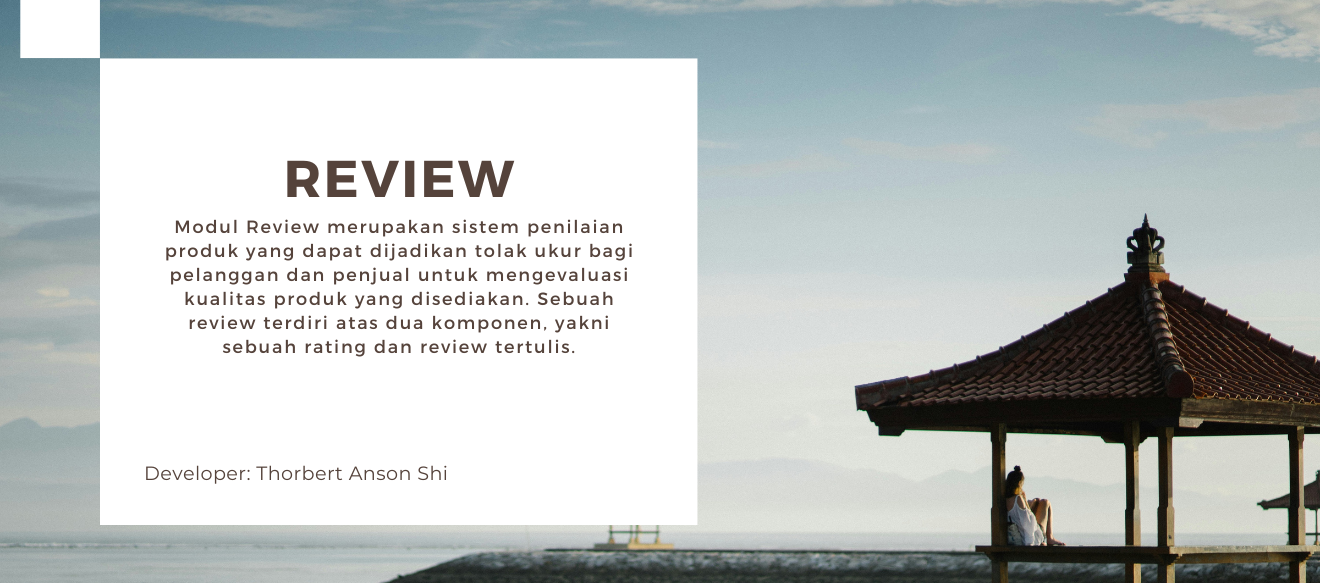 REVIEW
Modul Review merupakan sistem penilaian
produk yang dapat dijadikan tolak ukur bagi
pelanggan dan penjual untuk mengevaluasi
kualitas produk yang disediakan. Sebuah
review terdiri atas dua komponen, yakni
sebuah rating dan review tertulis.
Developer: Thorbert Anson Shi